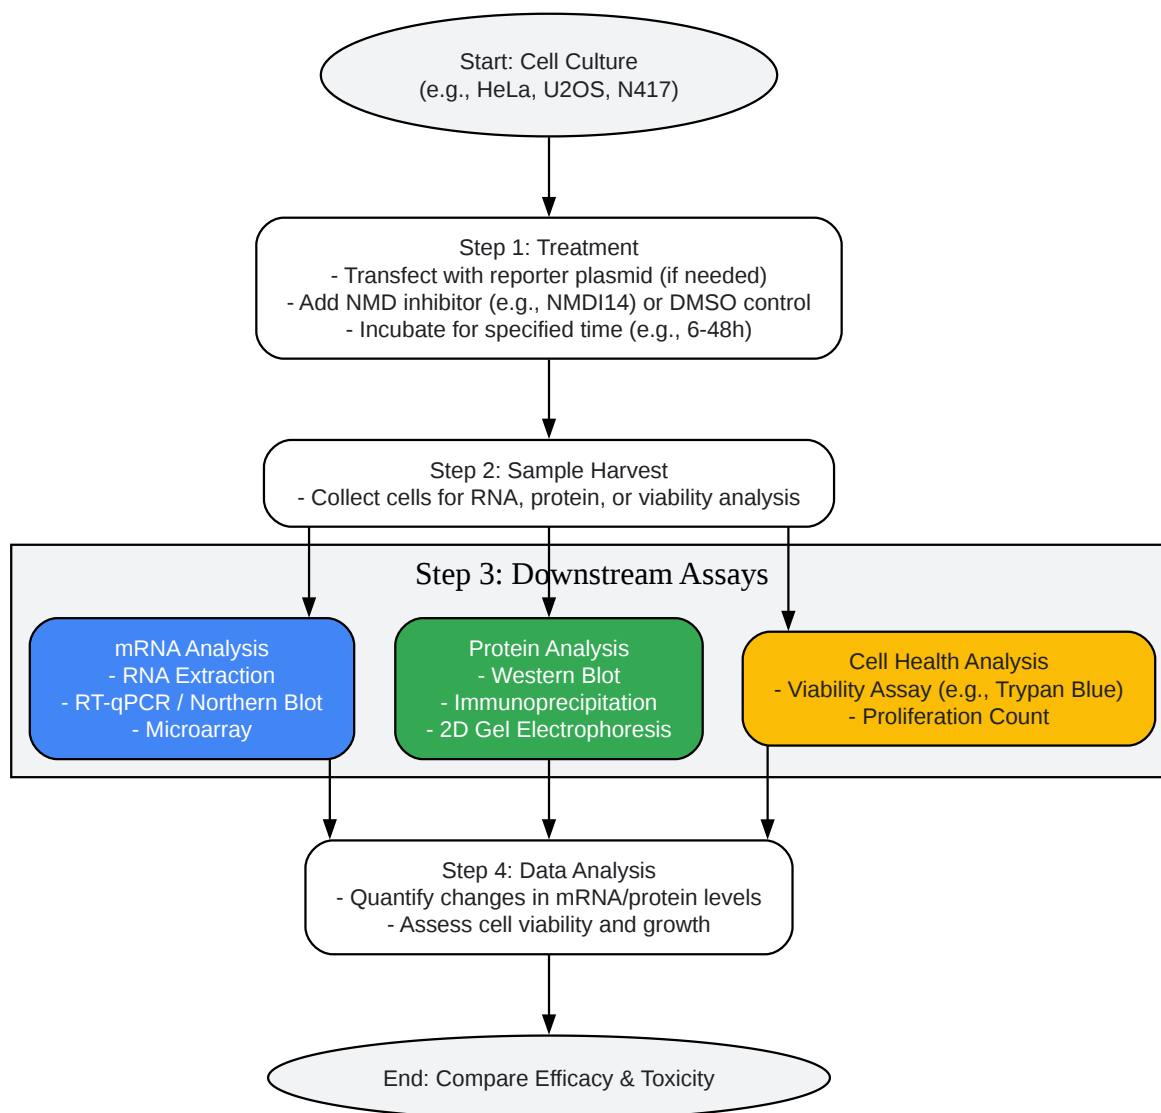 Start: Cell Culture
(e.g., HeLa, U2OS, N417)
Step 1: Treatment
- Transfect with reporter plasmid (if needed)
- Add NMD inhibitor (e.g., NMDI14) or DMSO control
- Incubate for specified time (e.g., 6-48h)
Step 2: Sample Harvest
- Collect cells for RNA, protein, or viability analysis
Step 3: Downstream Assays
mRNA Analysis
- RNA Extraction
- RT-qPCR / Northern Blot
- Microarray
Protein Analysis
- Western Blot
- Immunoprecipitation
- 2D Gel Electrophoresis
Cell Health Analysis
- Viability Assay (e.g., Trypan Blue)
- Proliferation Count
Step 4: Data Analysis
- Quantify changes in mRNA/protein levels
- Assess cell viability and growth
End: Compare Efficacy & Toxicity